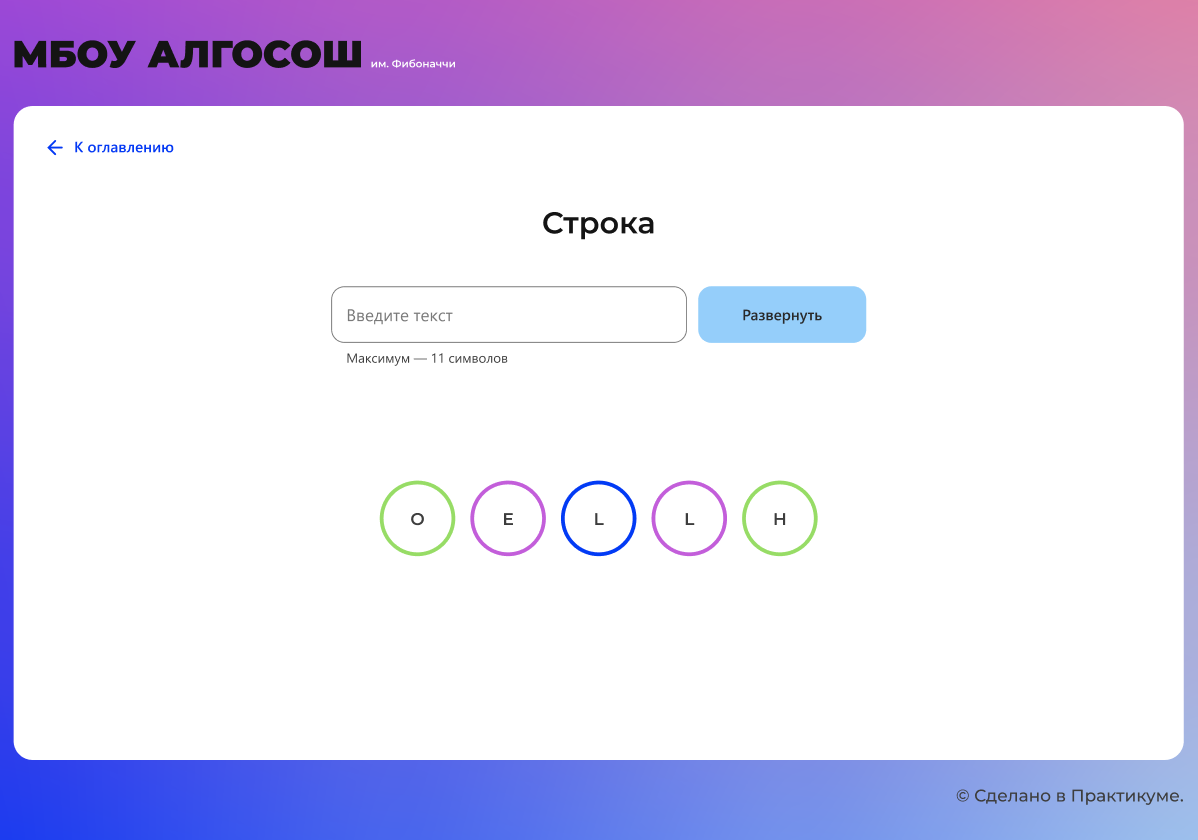 МБОУ АЛГОСОШ им. Фибоначчи
К оглавлению
Строка
Введите текст
Развернуть
Максимум — 11 символов
O E L L H
© Сделано в Практикуме.